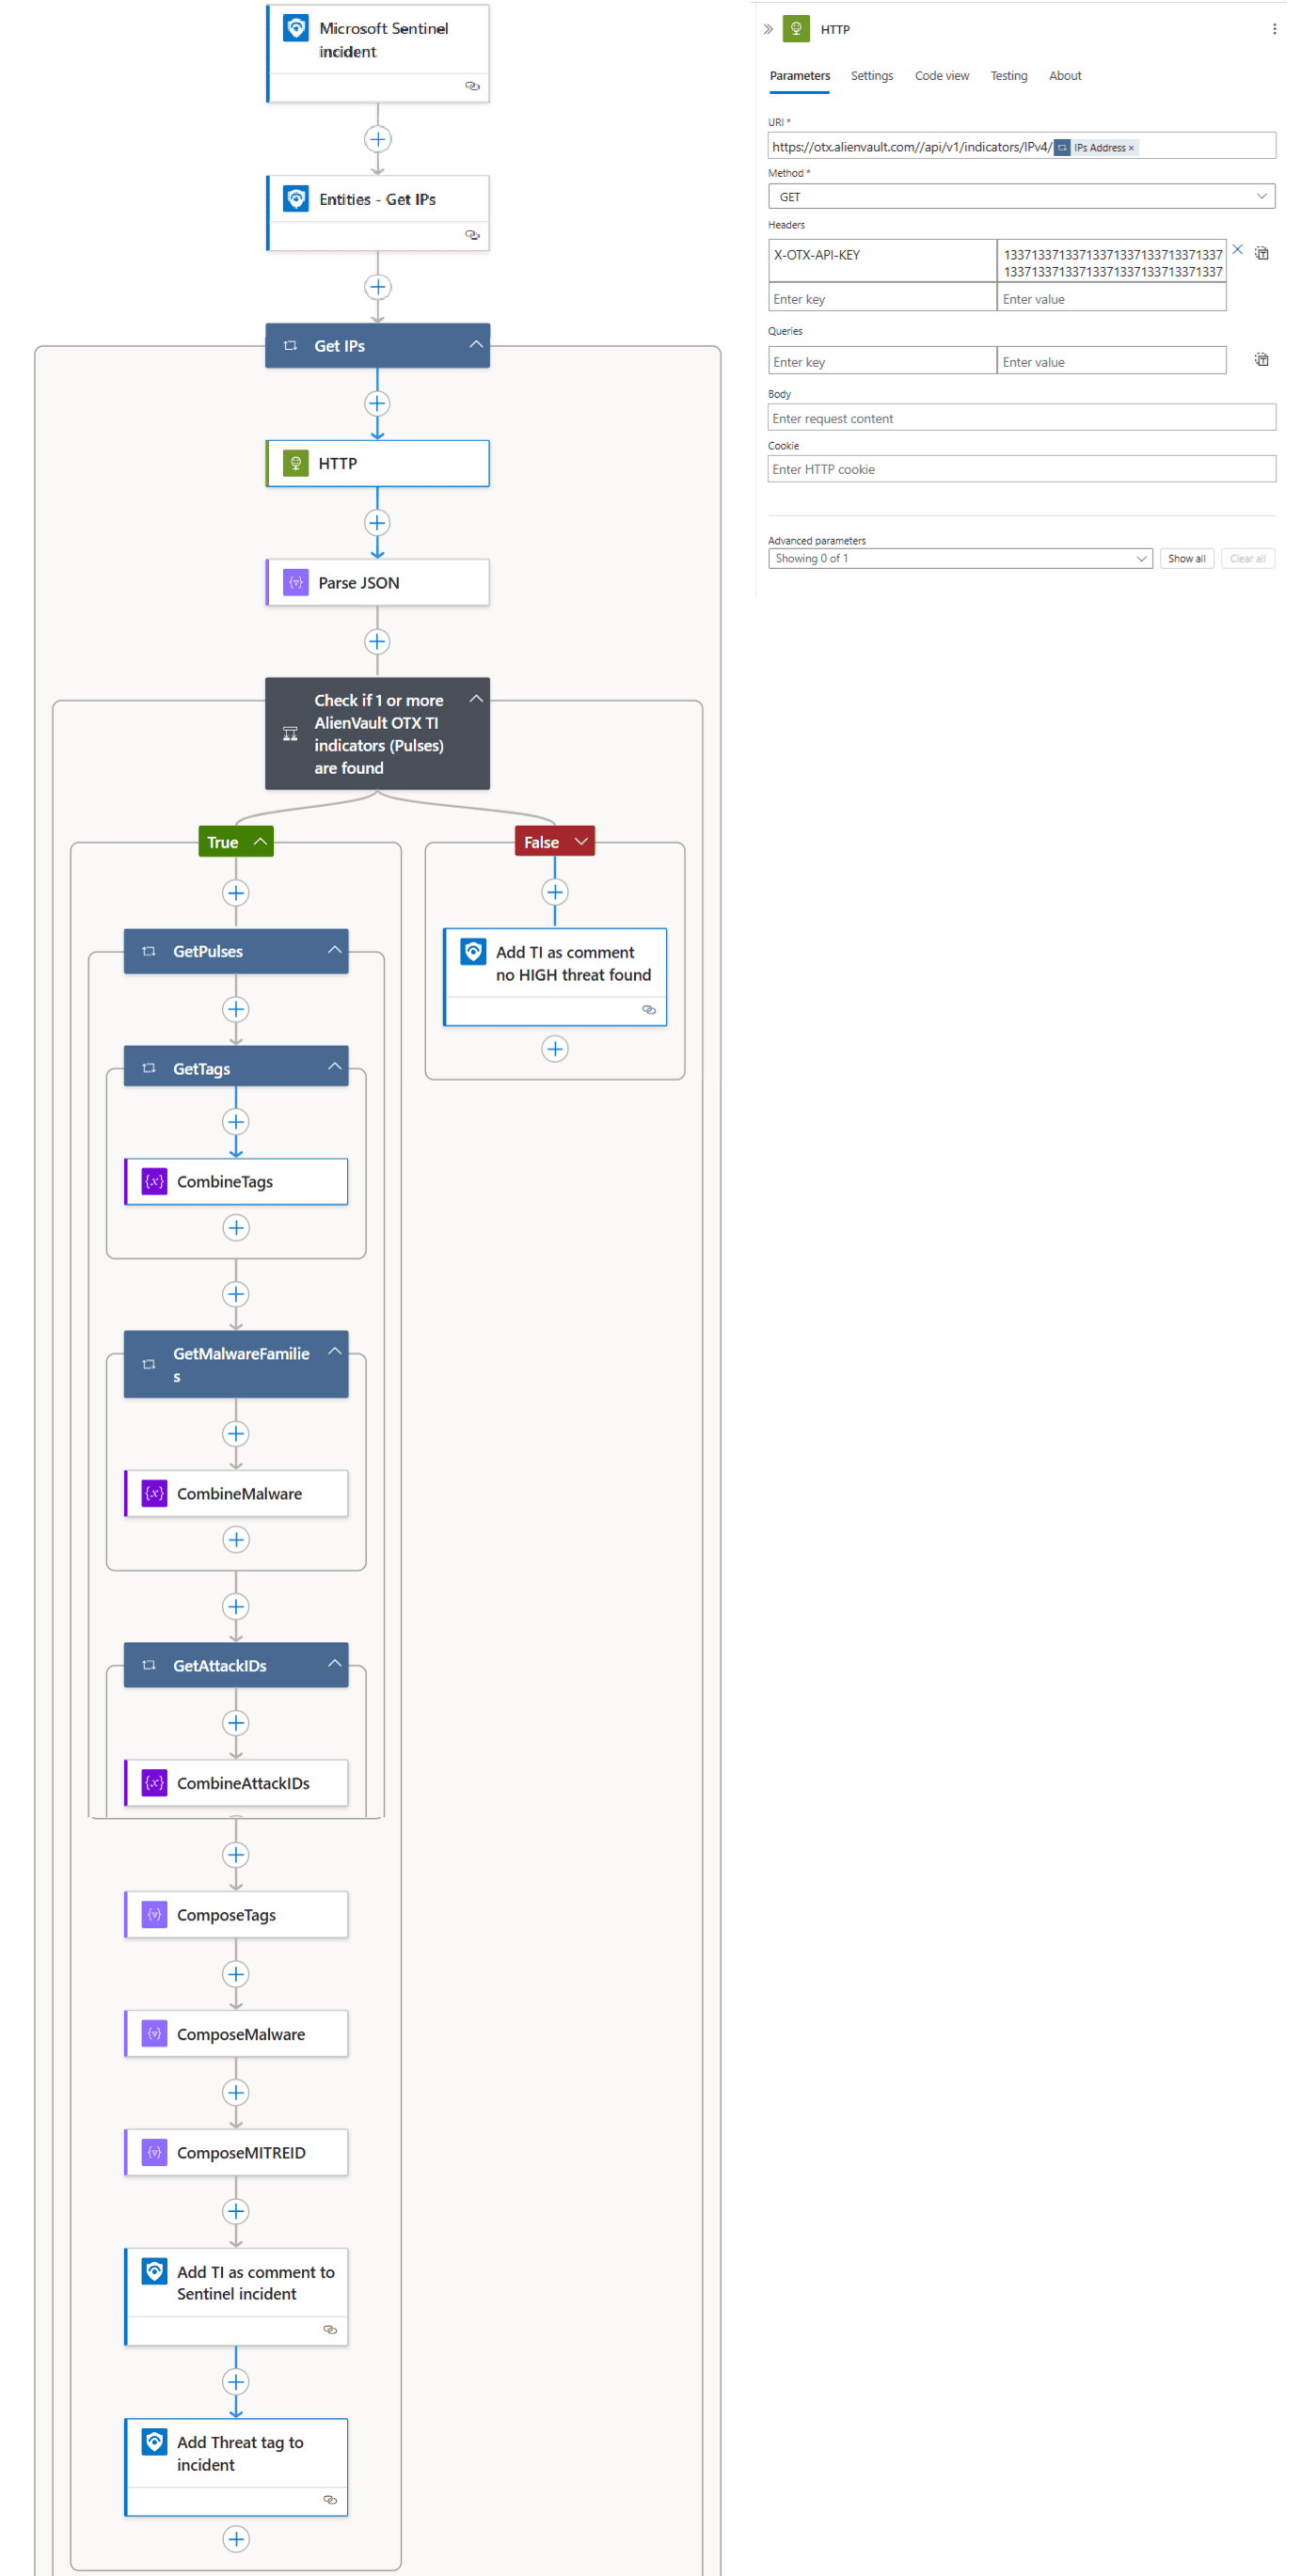 Microsoft Sentinel
incident
Entities - Get IPs
Get IPs
HTTP
Parse JSON
Check if 1 or more
AlienVault OTX TI
indicators (Pulses)
are found
True
False
GetPulses
Add TI as comment
no HIGH threat found
GetTags
{x}
CombineTags
GetMalwareFamilie
s
{x}
CombineMalware
GetAttackIDs
{x}
CombineAttackIDs
ComposeTags
ComposeMalware
ComposeMITREID
Add TI as comment to
Sentinel incident
Add Threat tag to
incident
HTTP
Parameters Settings Code view Testing About
URI *
https://otx.alienvault.com//api/v1/indicators/IPv4/ IPs Address ×
Method *
GET
Headers
X-OTX-API-KEY
13371337133713371337133713371337
13371337133713371337133713371337
Enter key Enter value
Queries
Enter key Enter value
Body
Enter request content
Cookie
Enter HTTP cookie
Advanced parameters
Showing 0 of 1 Show all Clear all